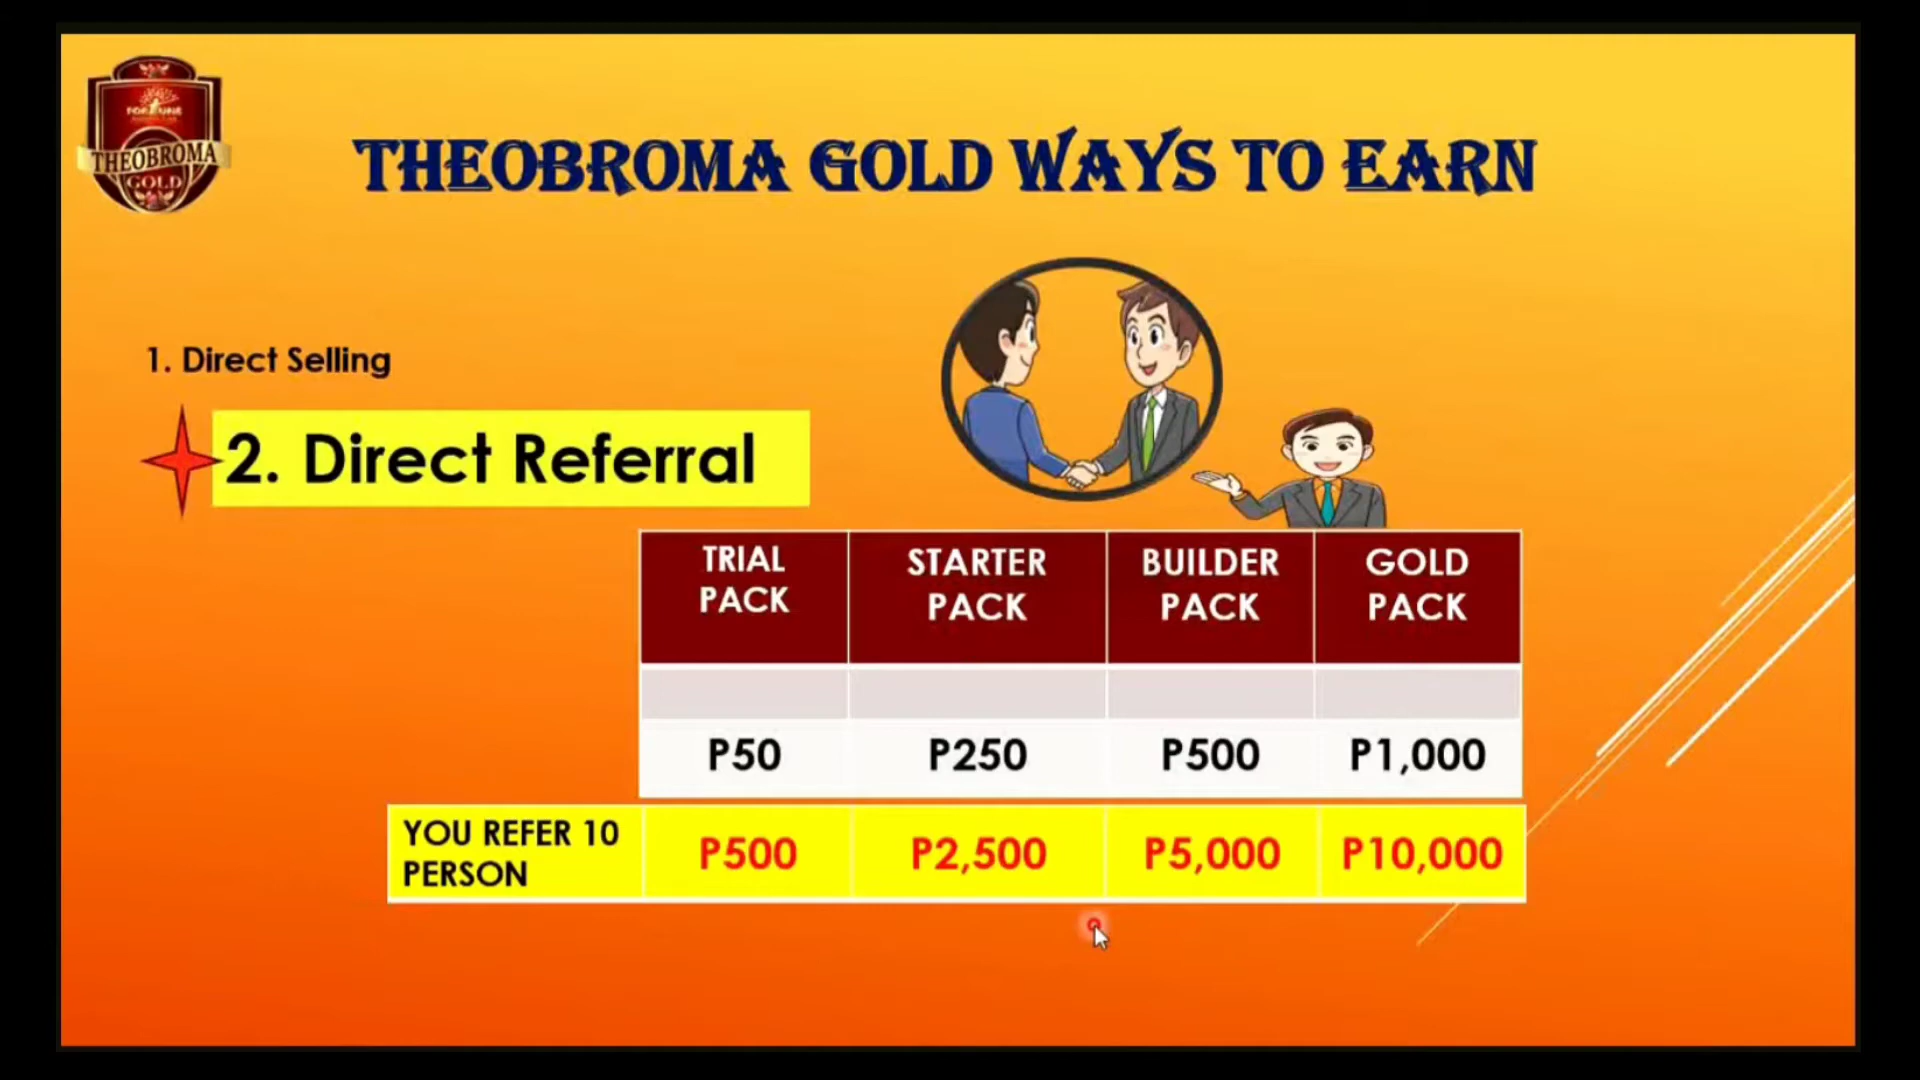 FORTUNE
THEOBROMA
GOLD
THEOBROMA GOLD WAYS TO EARN
1. Direct Selling
2. Direct Referral
TRIAL PACK
STARTER PACK
BUILDER PACK
GOLD PACK
P50 P250 P500 P1,000
YOU REFER 10 PERSON
P500 P2,500 P5,000 P10,000